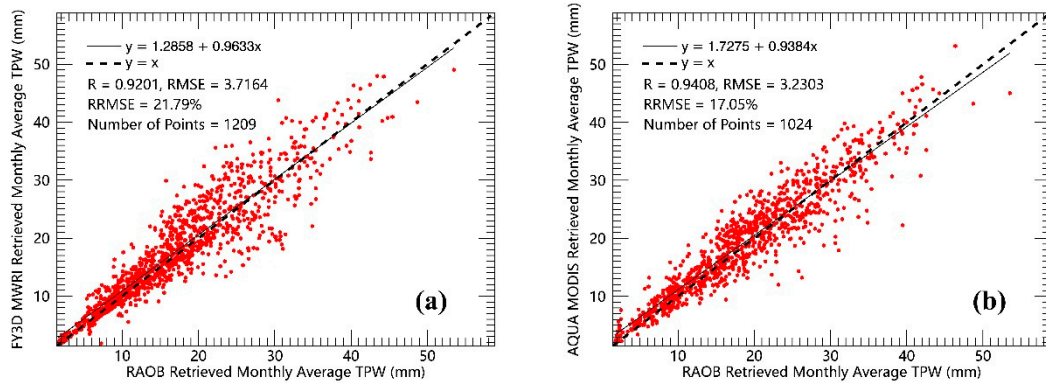 FY3D MWRI Retrieved Monthly Average TPW (mm)
y = 1.2858 + 0.9633x
y = x
R = 0.9201, RMSE = 3.7164
RRMSE = 21.79%
Number of Points = 1209
50
40
30
20
10
(a)
10 20 30 40 50
RAOB Retrieved Monthly Average TPW (mm)
AQUA MODIS Retrieved Monthly Average TPW (mm)
y = 1.7275 + 0.9384x
y = x
R = 0.9408, RMSE = 3.2303
RRMSE = 17.05%
Number of Points = 1024
50
40
30
20
10
(b)
10 20 30 40 50
RAOB Retrieved Monthly Average TPW (mm)